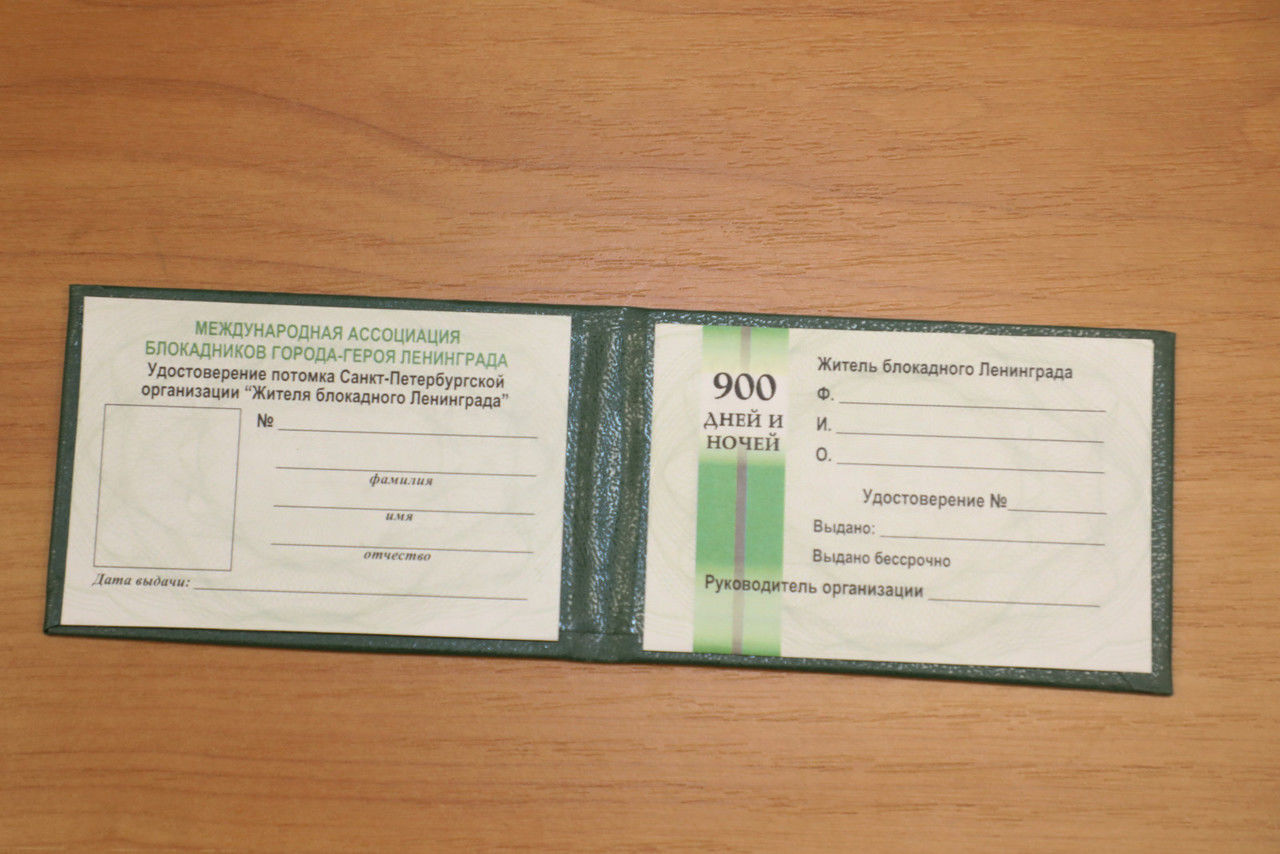 МЕЖДУНАРОДНАЯ АССОЦИАЦИЯ
БЛОКАДНИКОВ ГОРОДА-ГЕРОЯ ЛЕНИНГРАДА
Удостоверение потомка Санкт-Петербургской
организации “Жителя блокадного Ленинграда”
№
фамилия
имя
отчество
Дата выдачи:
900
ДНЕЙ И
НОЧЕЙ
Житель блокадного Ленинграда
Ф.
И.
О.
Удостоверение №
Выдано:
Выдано бессрочно
Руководитель организации